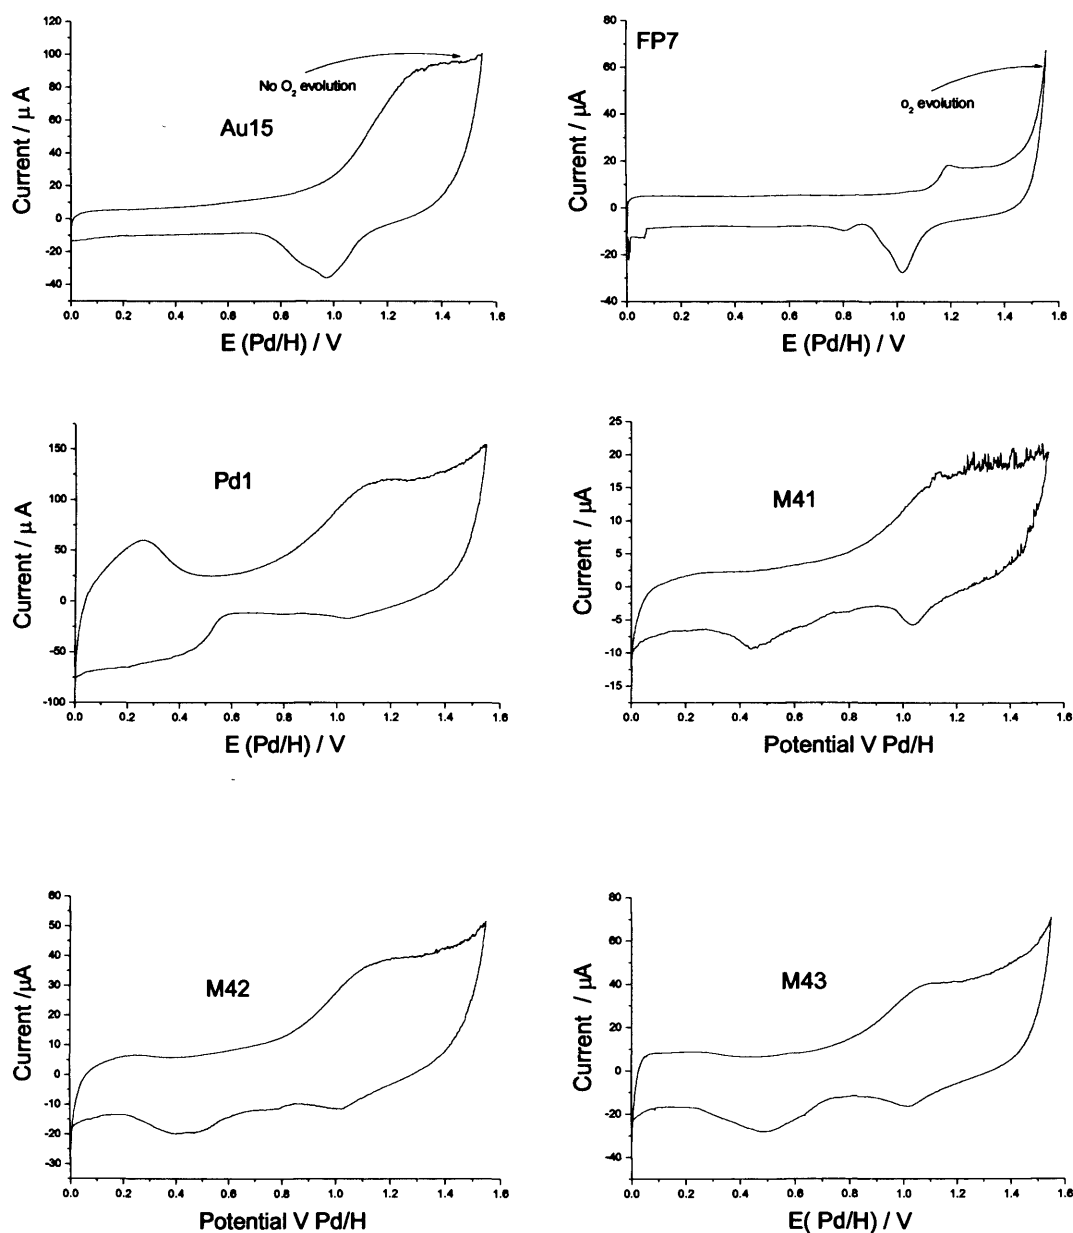 Au15
No O₂ evolution
Current / μ A
100
80
60
40
20
0
-20
-40
0.0 0.2 0.4 0.6 0.8 1.0 1.2 1.4 1.6
E (Pd/H) / V
FP7
o₂ evolution
Current / μA
80
60
40
20
0
-20
-40
0.0 0.2 0.4 0.6 0.8 1.0 1.2 1.4 1.6
E (Pd/H) / V
Pd1
Current / μ A
150
100
50
0
-50
-100
0.0 0.2 0.4 0.6 0.8 1.0 1.2 1.4 1.6
E (Pd/H) / V
M41
Current / μA
25
20
15
10
5
0
-5
-10
-15
0.0 0.2 0.4 0.6 0.8 1.0 1.2 1.4 1.6
Potential V Pd/H
M42
Current /μA
60
50
40
30
20
10
0
-10
-20
-30
0.0 0.2 0.4 0.6 0.8 1.0 1.2 1.4 1.6
Potential V Pd/H
M43
Current / μA
80
60
40
20
0
-20
-40
0.0 0.2 0.4 0.6 0.8 1.0 1.2 1.4 1.6
E( Pd/H) / V